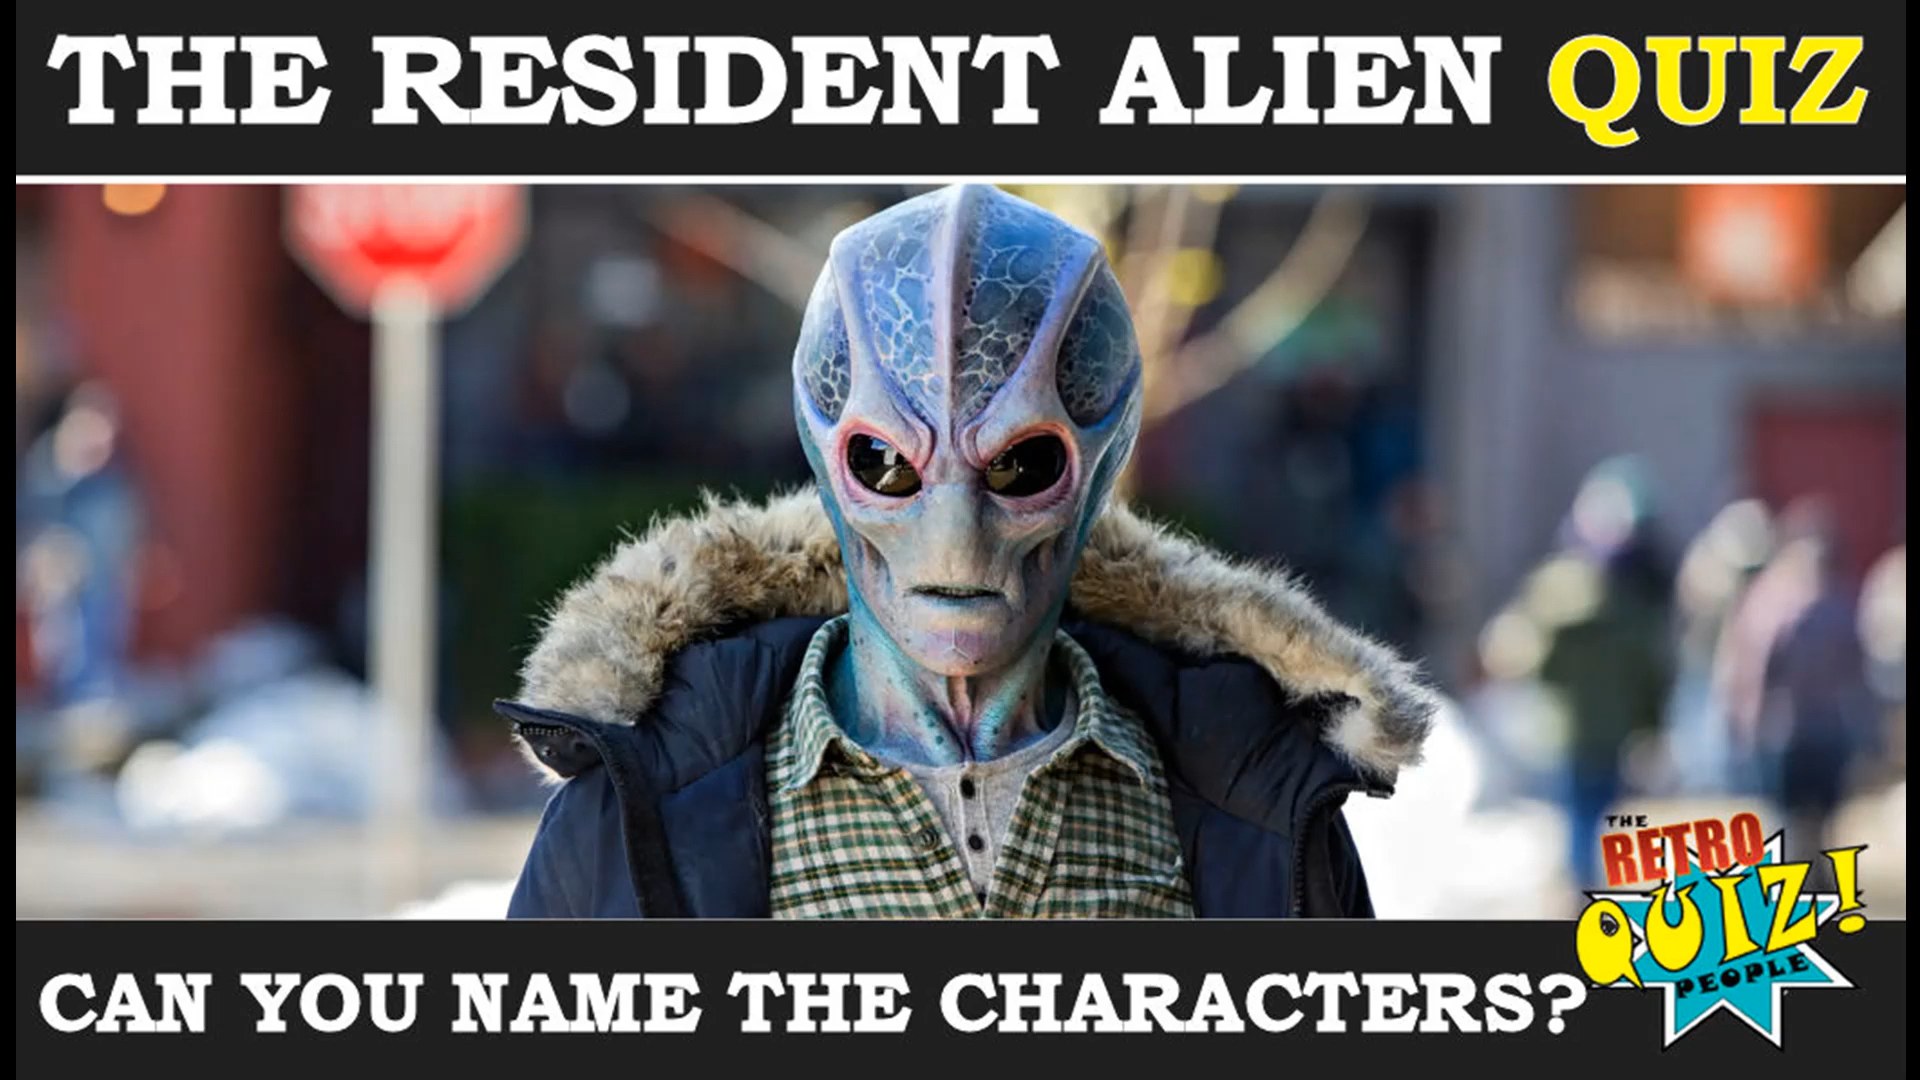 THE RESIDENT ALIEN QUIZ
CAN YOU NAME THE CHARACTERS?
THE
RETRO
QUIZ!
PEOPLE